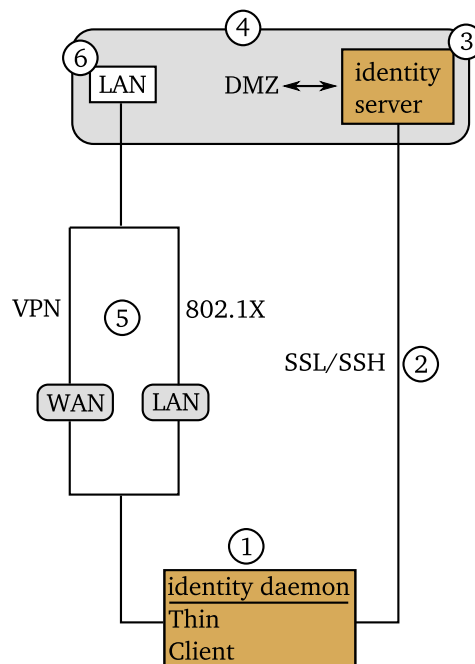 4
3
6
LAN
DMZ
identity
server
VPN
5
802.1X
SSL/SSH
2
WAN
LAN
1
identity daemon
Thin
Client